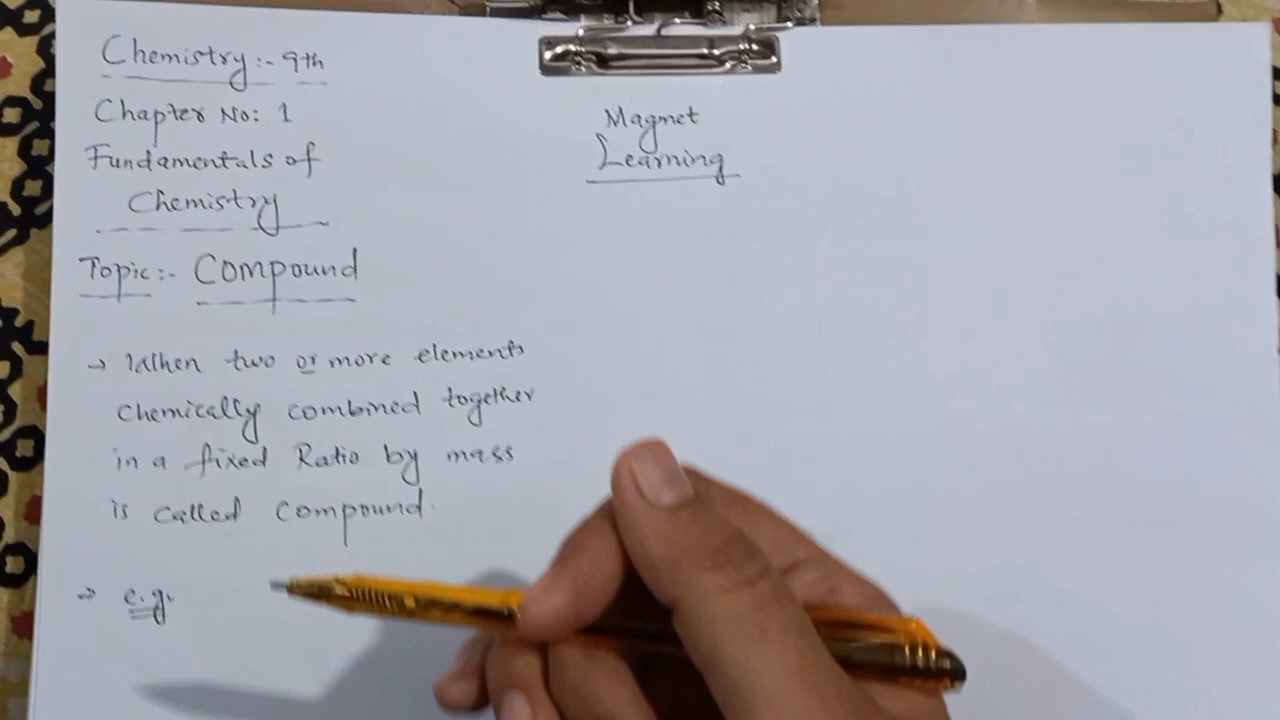 Chemistry:- 9th
Chapter No: 1
Fundamentals of
Chemistry
Topic:- Compound
→ When two or more elements
chemically combined together
in a fixed Ratio by mass
is called compound.
→ e.g.
Magnet
Learning